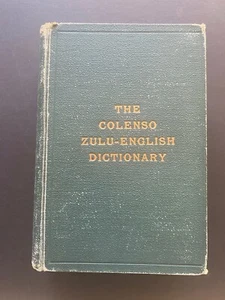 THE
COLENSO
ZULU-ENGLISH
DICTIONARY